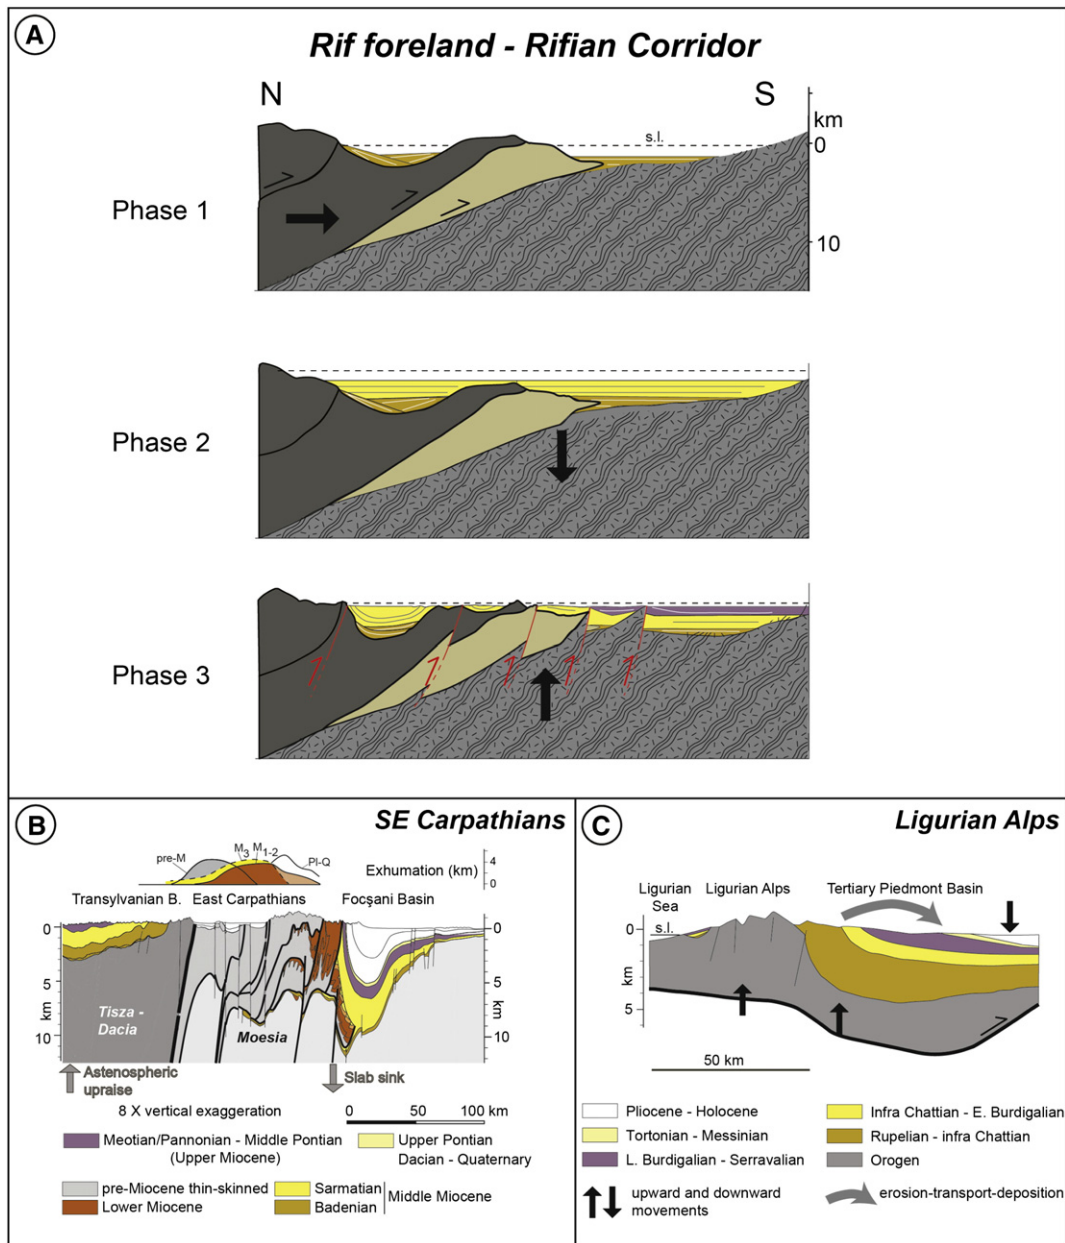 A
Rif foreland - Rifian Corridor
N
S
km
s.l.
0
10
Phase 1
Phase 2
Phase 3
B
SE Carpathians
pre-M
M3
M1-2
Pl-Q
Exhumation (km)
4
0
Transylvanian B.
East Carpathians
Focşani Basin
0
5
10
km
0
5
10
km
Tisza - Dacia
Moesia
Astenospheric upraise
Slab sink
8 X vertical exaggeration
0 50 100 km
Meotian/Pannonian - Middle Pontian
(Upper Miocene)
Upper Pontian
Dacian - Quaternary
pre-Miocene thin-skinned
Lower Miocene
Sarmatian
Badenian
Middle Miocene
C
Ligurian Alps
Ligurian
Sea
Ligurian Alps
Tertiary Piedmont Basin
s.l.
0
km
5
50 km
Pliocene - Holocene
Tortonian - Messinian
L. Burdigalian - Serravalian
Infra Chattian - E. Burdigalian
Rupelian - infra Chattian
Orogen
upward and downward
movements
erosion-transport-deposition